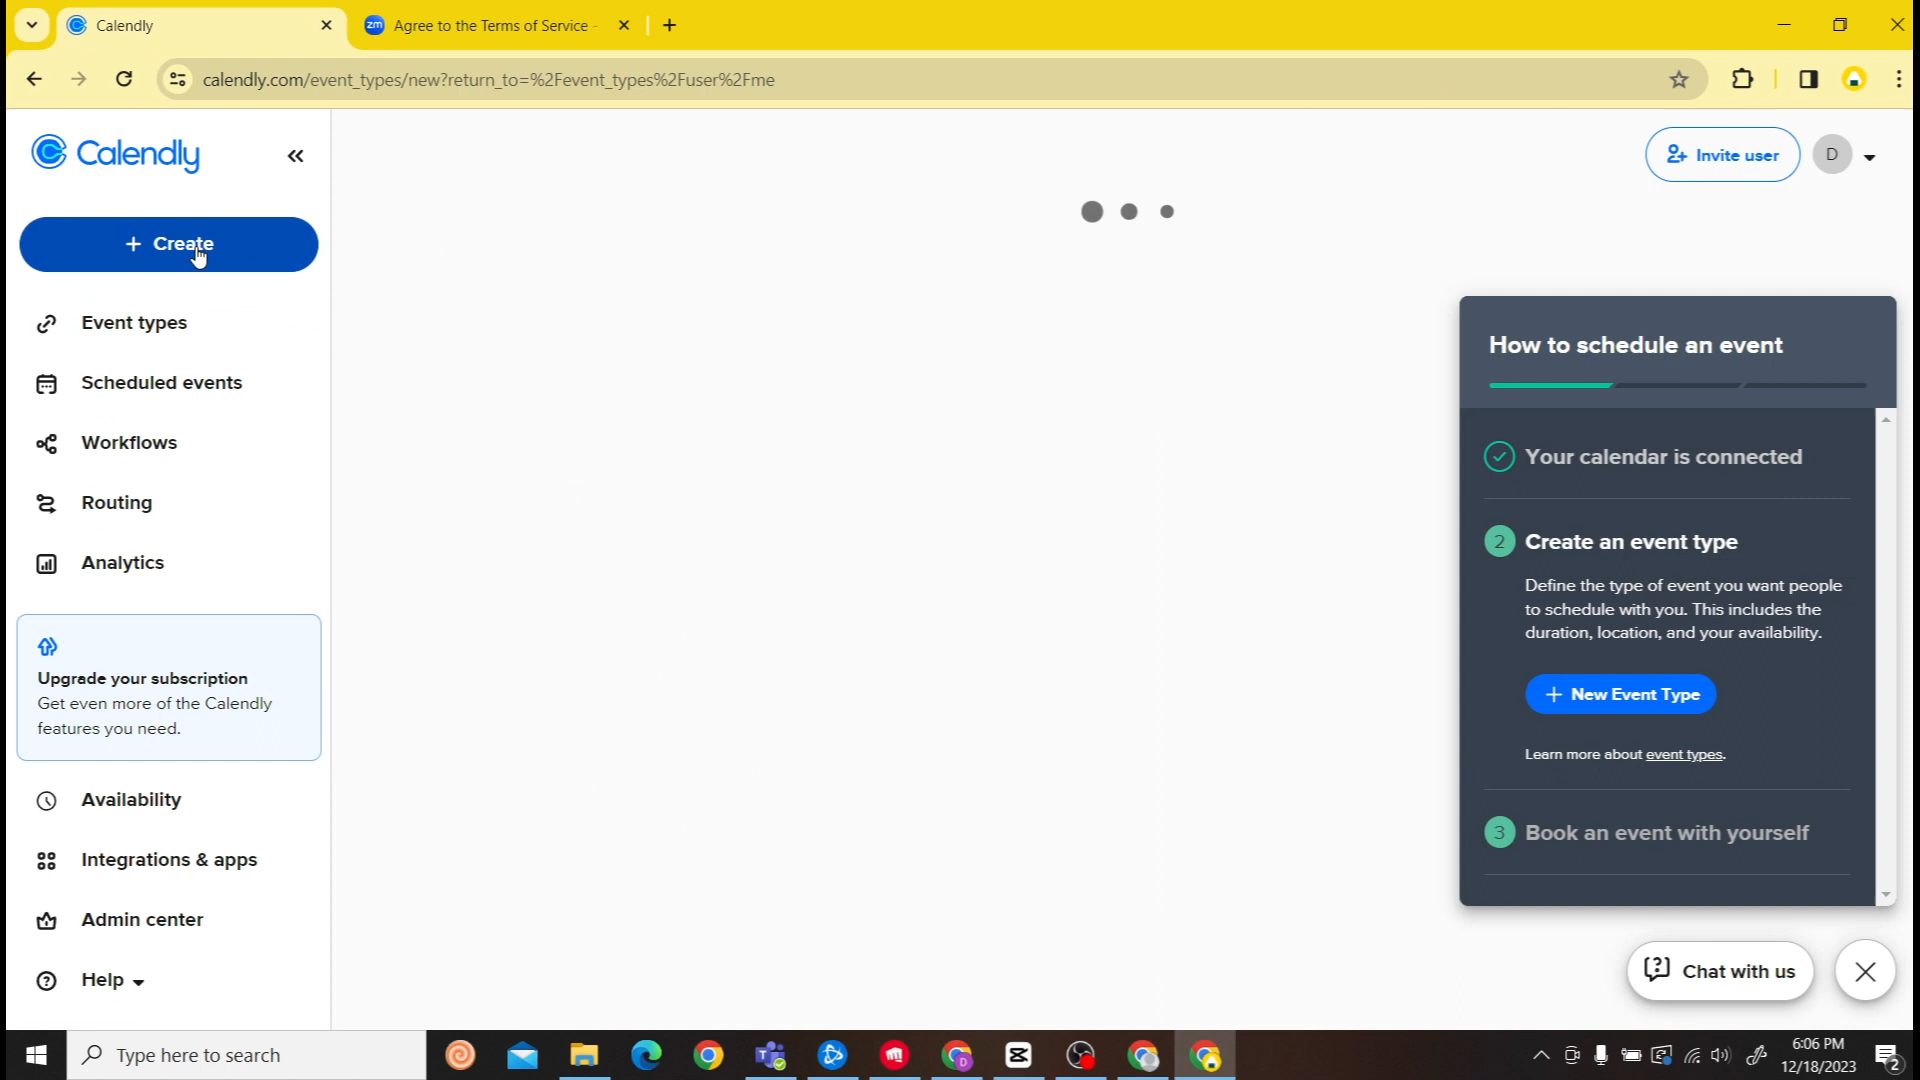 Calendly
zm Agree to the Terms of Service -
calendly.com/event_types/new?return_to=%2Fevent_types%2Fuser%2Fme
Calendly
Invite user
D
+ Create
Event types
Scheduled events
Workflows
Routing
Analytics
Upgrade your subscription
Get even more of the Calendly
features you need.
Availability
Integrations & apps
Admin center
Help
How to schedule an event
Your calendar is connected
2 Create an event type
Define the type of event you want people
to schedule with you. This includes the
duration, location, and your availability.
+ New Event Type
Learn more about event types.
3 Book an event with yourself
Chat with us
Type here to search
6:06 PM
12/18/2023
2